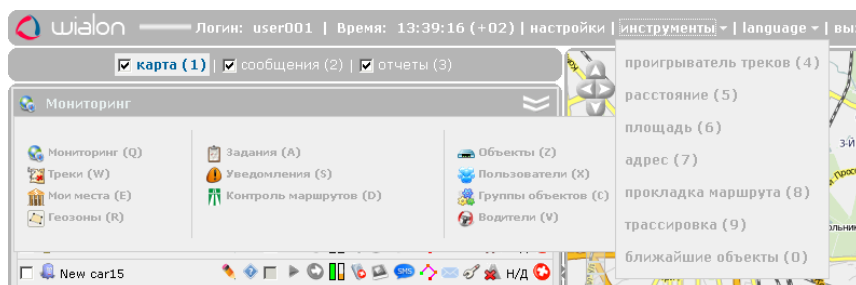 wialon Логин: user001 | Время: 13:39:16 (+02) | настройки | инструменты | language |
карта (1) | сообщения (2) | отчеты (3)
Мониторинг
Мониторинг (Q)
Треки (W)
Мои места (E)
Геозоны (R)
Задания (A)
Уведомления (S)
Контроль маршрутов (D)
Объекты (Z)
Пользователи (X)
Группы объектов (C)
Водители (V)
проигрыватель треков (4)
расстояние (5)
площадь (6)
адрес (7)
прокладка маршрута (8)
трассировка (9)
ближайшие объекты (0)
New car15 SMS Н/Д